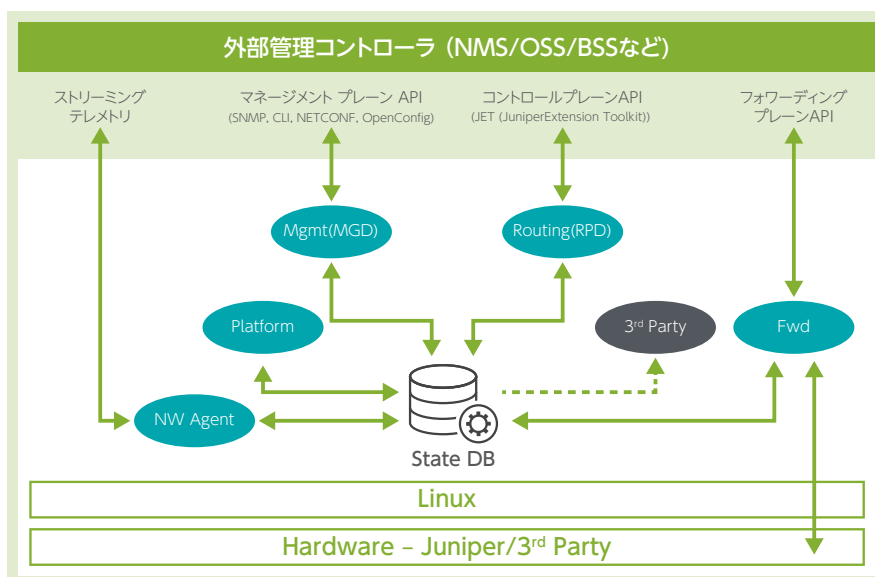 外部管理コントローラ（NMS/OSS/BSSなど）
ストリーミング
テレメトリ
マネージメント プレーン API
(SNMP, CLI, NETCONF, OpenConfig)
コントロールプレーンAPI
(JET (JuniperExtension Toolkit))
フォワーディング
プレーンAPI
Mgmt(MGD)
Routing(RPD)
Platform
3rd Party
Fwd
NW Agent
State DB
Linux
Hardware – Juniper/3rd Party